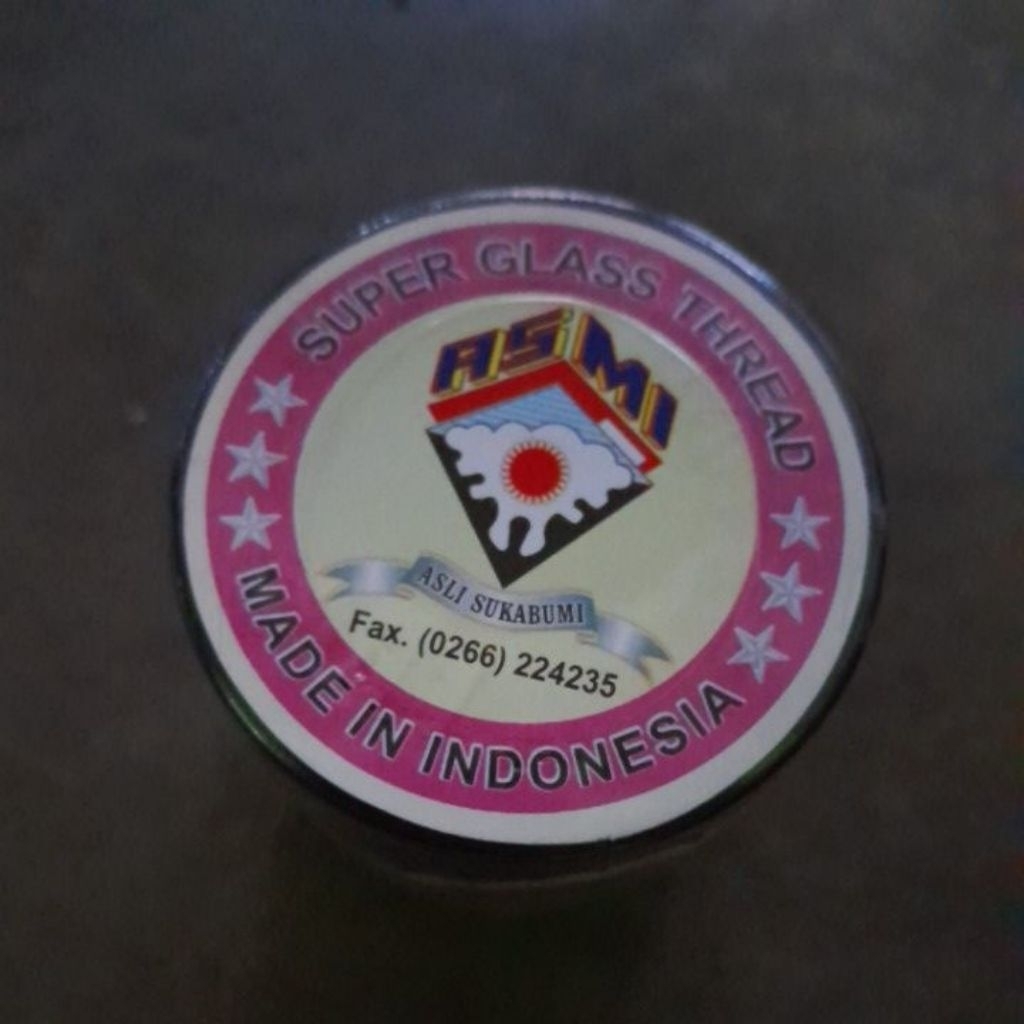 SUPER GLASS THREAD
ASMI
ASLI SUKABUMI
Fax. (0266) 224235
MADE IN INDONESIA